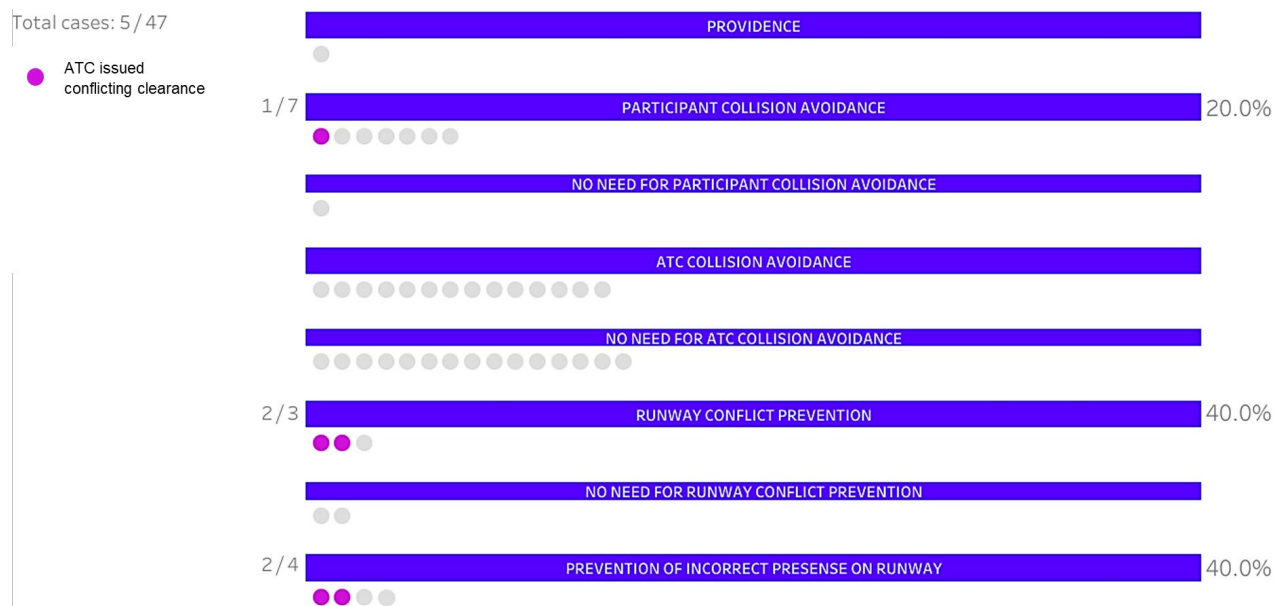 Total cases: 5 / 47
ATC issued
conflicting clearance
PROVIDENCE
1/7 PARTICIPANT COLLISION AVOIDANCE 20.0%
NO NEED FOR PARTICIPANT COLLISION AVOIDANCE
ATC COLLISION AVOIDANCE
NO NEED FOR ATC COLLISION AVOIDANCE
2/3 RUNWAY CONFLICT PREVENTION 40.0%
NO NEED FOR RUNWAY CONFLICT PREVENTION
2/4 PREVENTION OF INCORRECT PRESENSE ON RUNWAY 40.0%